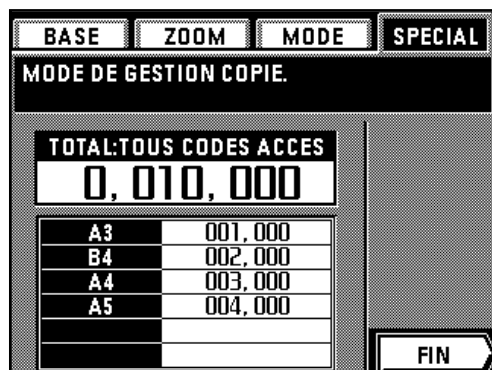 BASE ZOOM MODE SPECIAL
MODE DE GESTION COPIE.
TOTAL:TOUS CODES ACCES
0,010,000
A3 001,000
B4 002,000
A4 003,000
A5 004,000
FIN